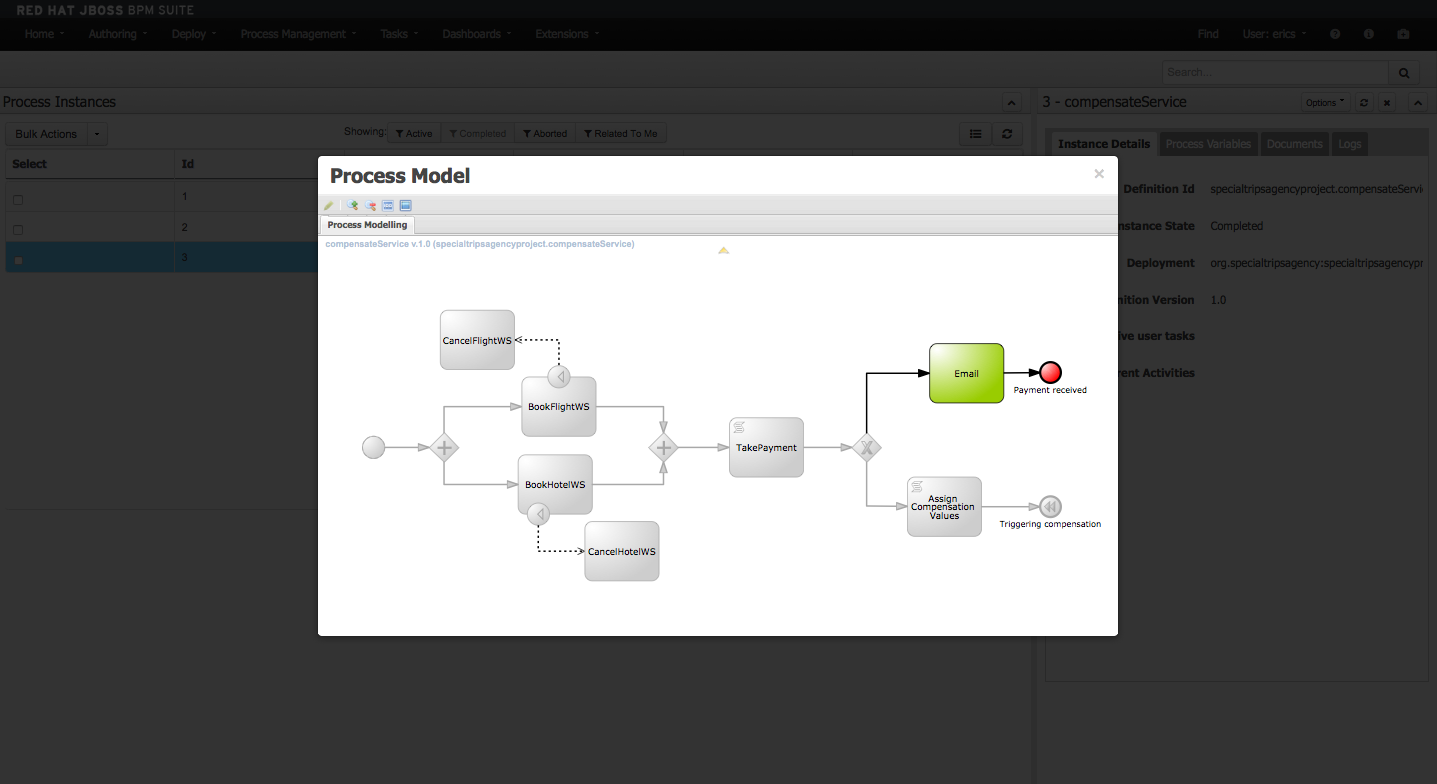 RED HAT JBOSS BPM SUITE
Home Authoring Deploy Process Management Tasks Dashboards Extensions Find User: erics
Search...
Process Instances
3 - compensateService Options
Bulk Actions Showing: Active Completed Aborted Related To Me
Instance Details Process Variables Documents Logs
Select Id
1
2
3
Definition Id specialtripsagencyproject.compensateServi
nstance State Completed
Deployment org.specialtripsagency:specialtripsagencypr
nition Version 1.0
ive user tasks
rent Activities
Process Model
Process Modelling
compensateService v.1.0 (specialtripsagencyproject.compensateService)
CancelFlightWS
BookFlightWS
BookHotelWS
CancelHotelWS
TakePayment
X
Email
Payment received
Assign
Compensation
Values
Triggering compensation